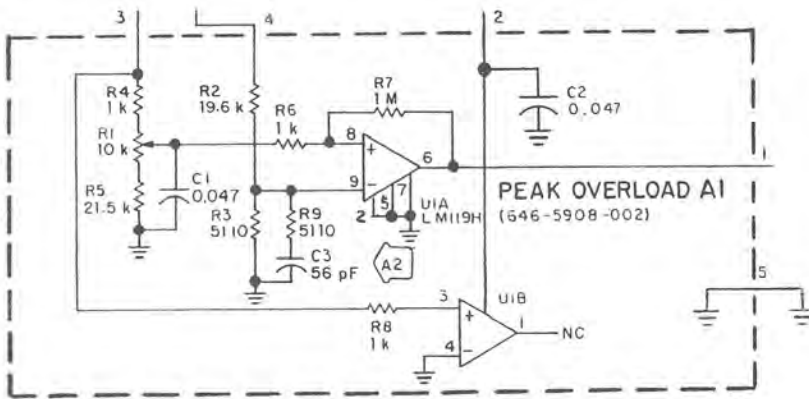 3
4
2
R4
1 k
R2
19.6 k
R7
1 M
C2
0.047
R1
10 k
R6
1 k
8
+
6
1
C1
0.047
9
-
5
7
2
U1A
LM119H
PEAK OVERLOAD A1
(646-5908-002)
R5
21.5 k
R3
5110
R9
5110
C3
56 pF
A2
5
U1B
3
+
R8
1 k
4
-
1
NC